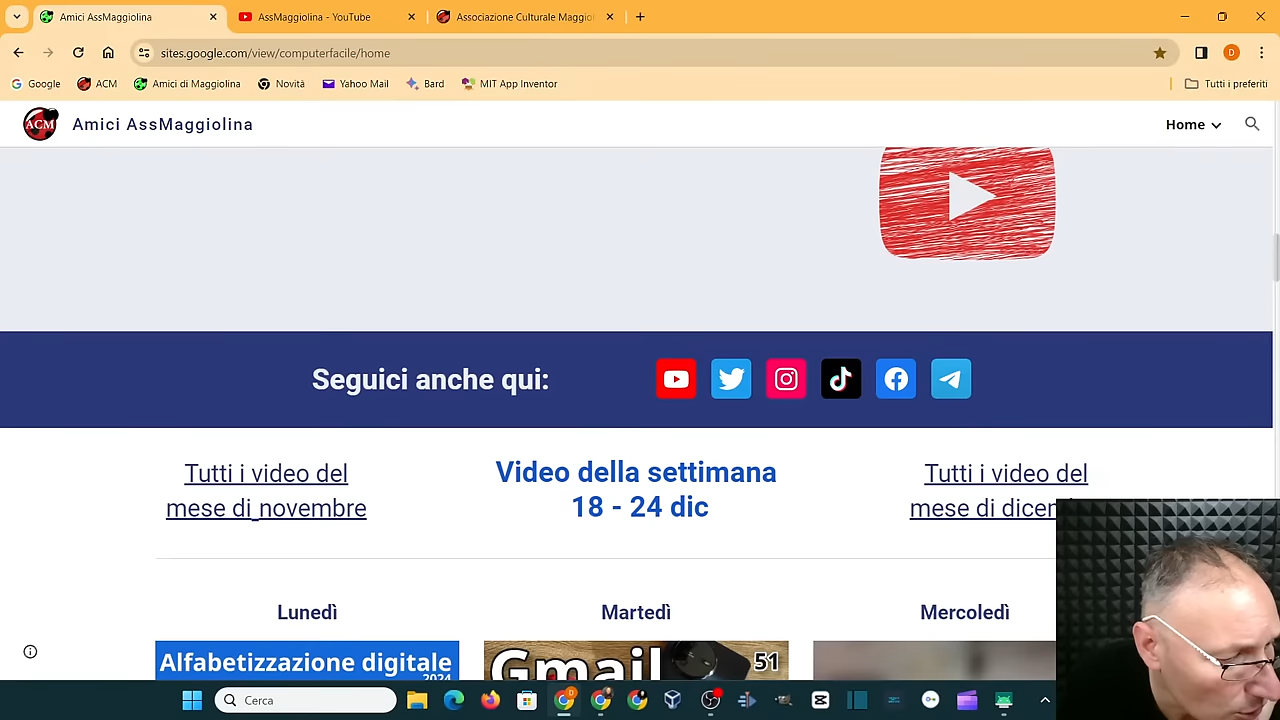 Amici AssMaggiolina
AssMaggiolina - YouTube
Associazione Culturale Maggio
sites.google.com/view/computerfacile/home
D
Google
ACM
Amici di Maggiolina
Novità
Yahoo Mail
Bard
MIT App Inventor
Tutti i preferiti
ACM
Amici AssMaggiolina
Home
Seguici anche qui:
Tutti i video del
mese di novembre
Video della settimana
18 - 24 dic
Tutti i video del
mese di
Lunedì
Martedì
Mercoledì
Alfabetizzazione digitale
2024
Gmail
51
Cerca